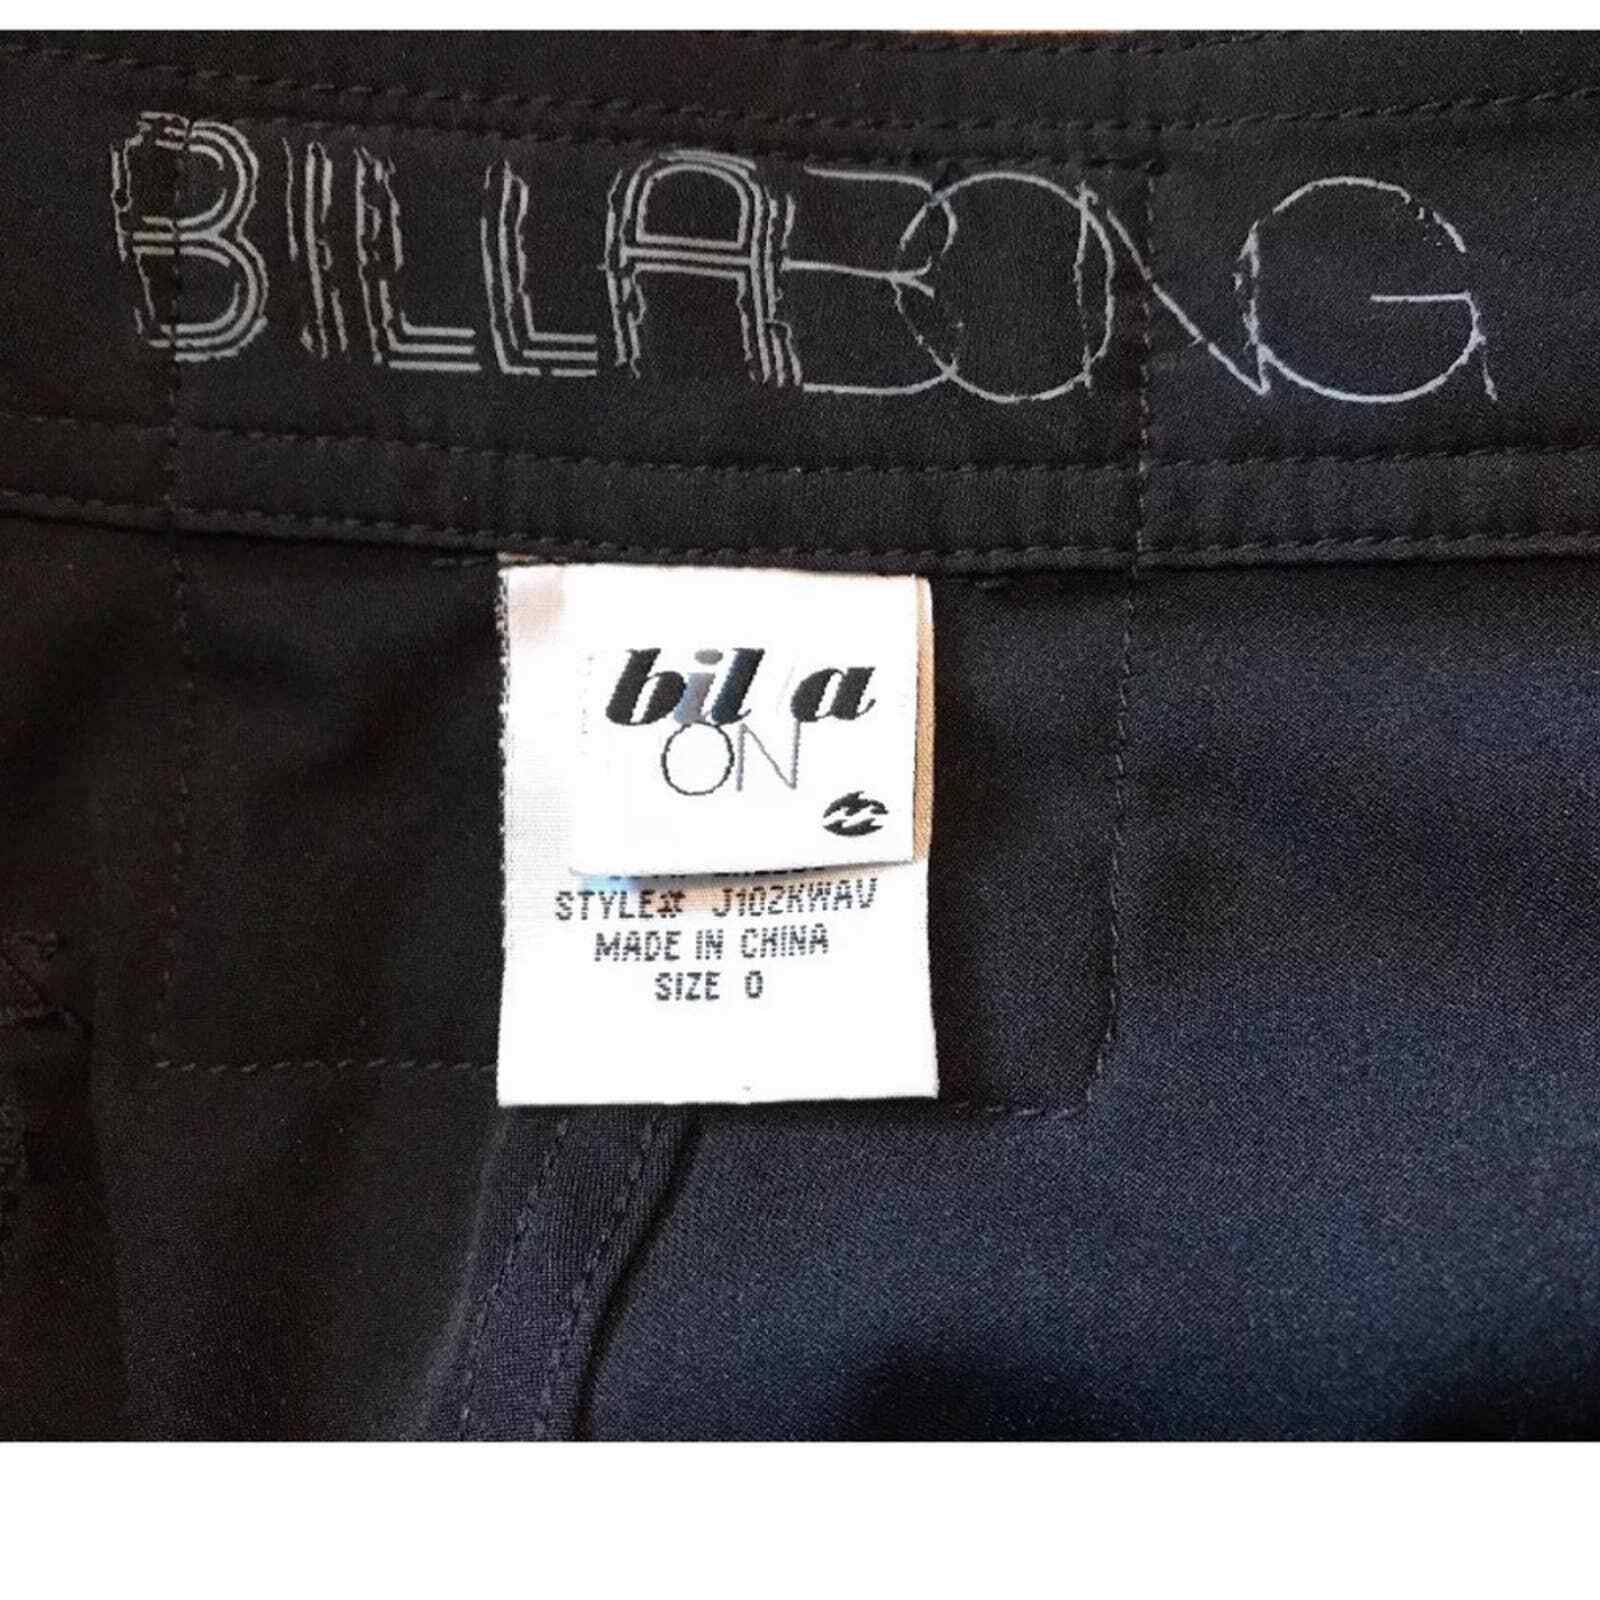 BILLABONG
bil/a
ON
STYLE# J102KWAV
MADE IN CHINA
SIZE 0